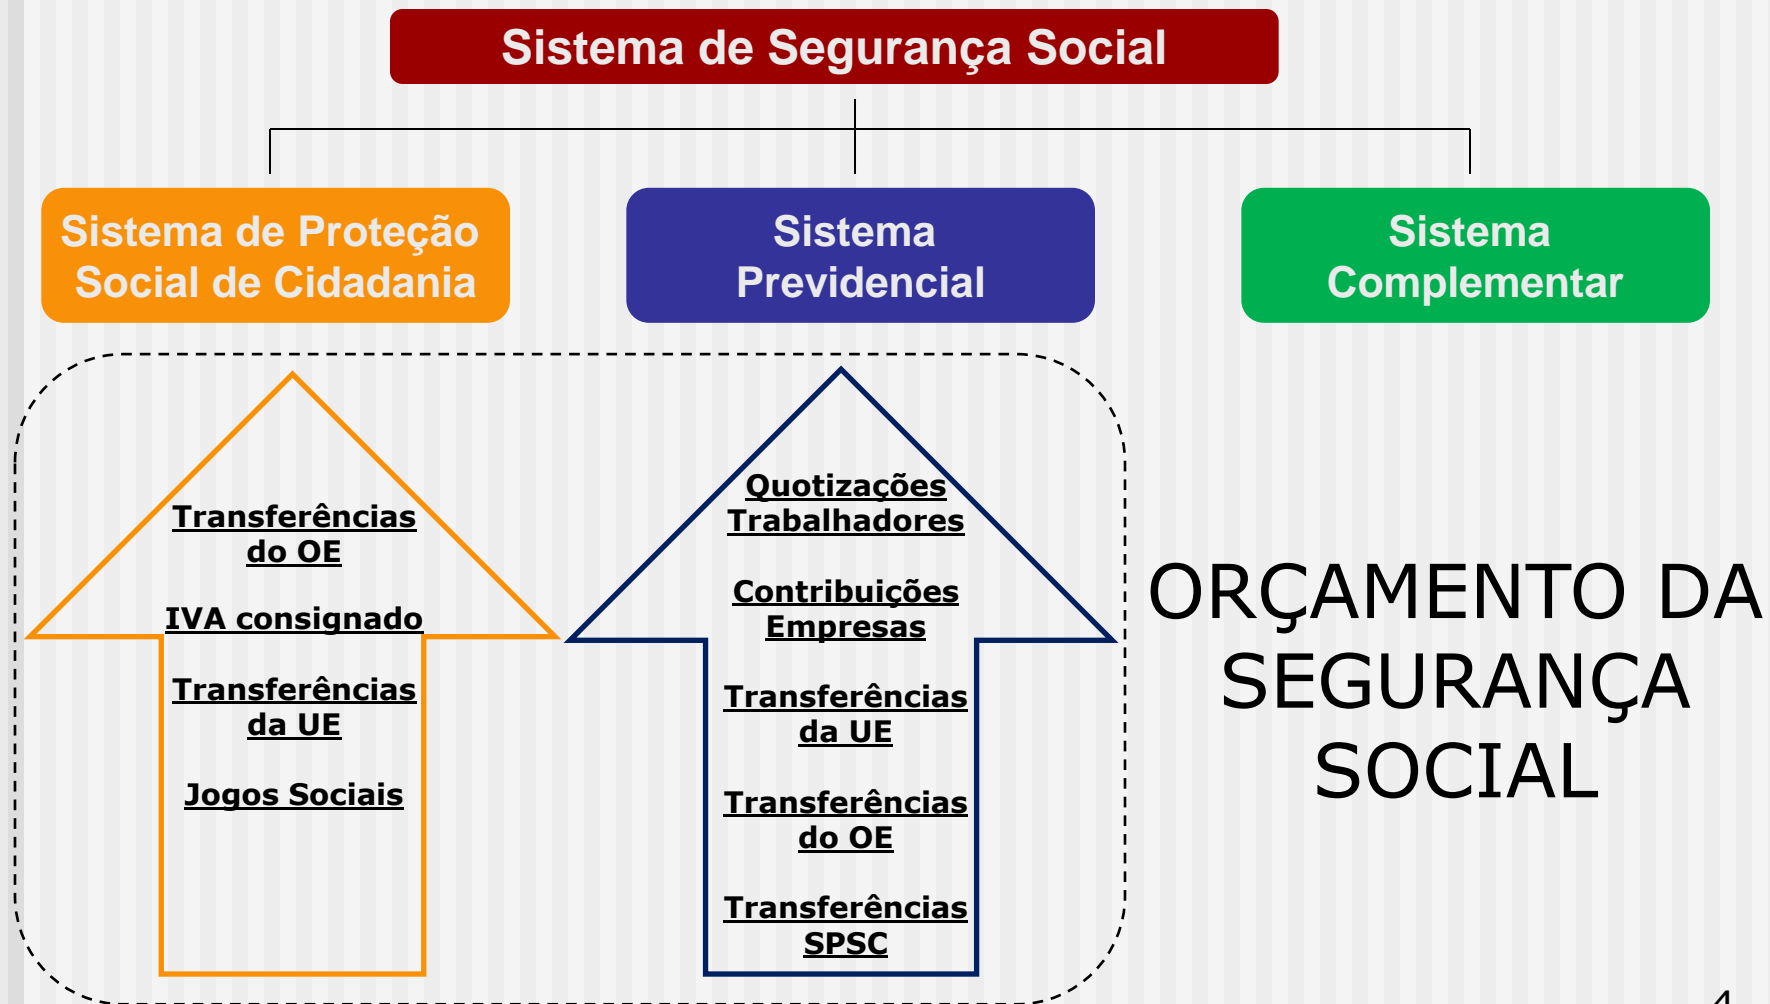 Sistema de Segurança Social
Sistema de Proteção
Social de Cidadania
Sistema
Previdencial
Sistema
Complementar
Transferências
do OE
IVA consignado
Transferências
da UE
Jogos Sociais
Quotizações
Trabalhadores
Contribuições
Empresas
Transferências
da UE
Transferências
do OE
Transferências
SPSC
ORÇAMENTO DA
SEGURANÇA
SOCIAL
4